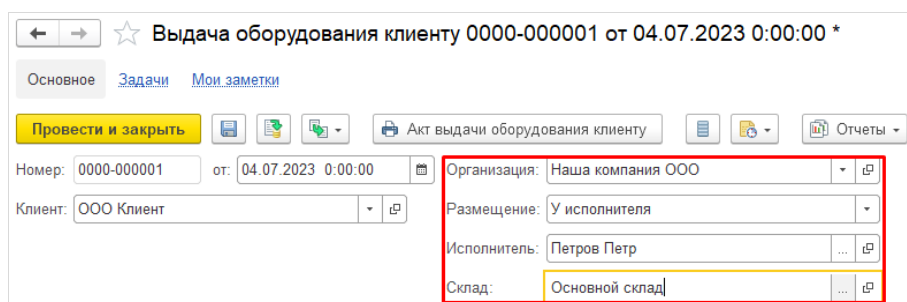 Выдача оборудования клиенту 0000-000001 от 04.07.2023 0:00:00 *
Основное Задачи Мои заметки
Провести и закрыть Акт выдачи оборудования клиенту Отчеты
Номер: 0000-000001 от: 04.07.2023 0:00:00 Организация: Наша компания ООО
Клиент: ООО Клиент Размещение: У исполнителя
Исполнитель: Петров Петр ...
Склад: Основной склад ...